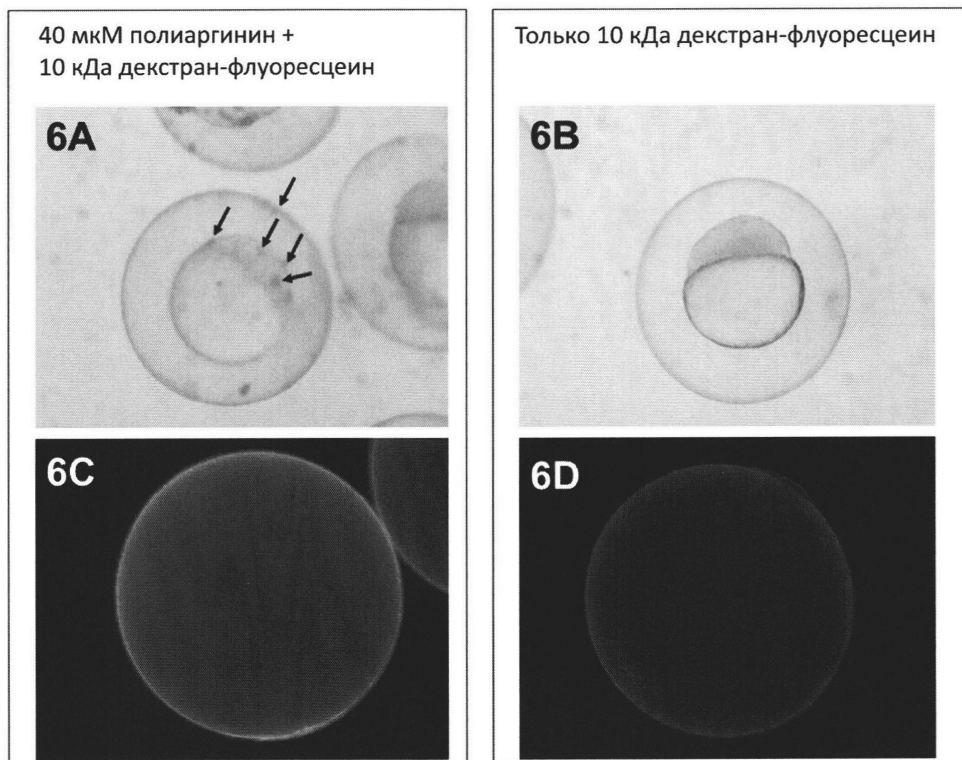 40 мкМ полиаргинин +
10 кДа декстран-флуоресцеин
Только 10 кДа декстран-флуоресцеин
6A
6B
6C
6D